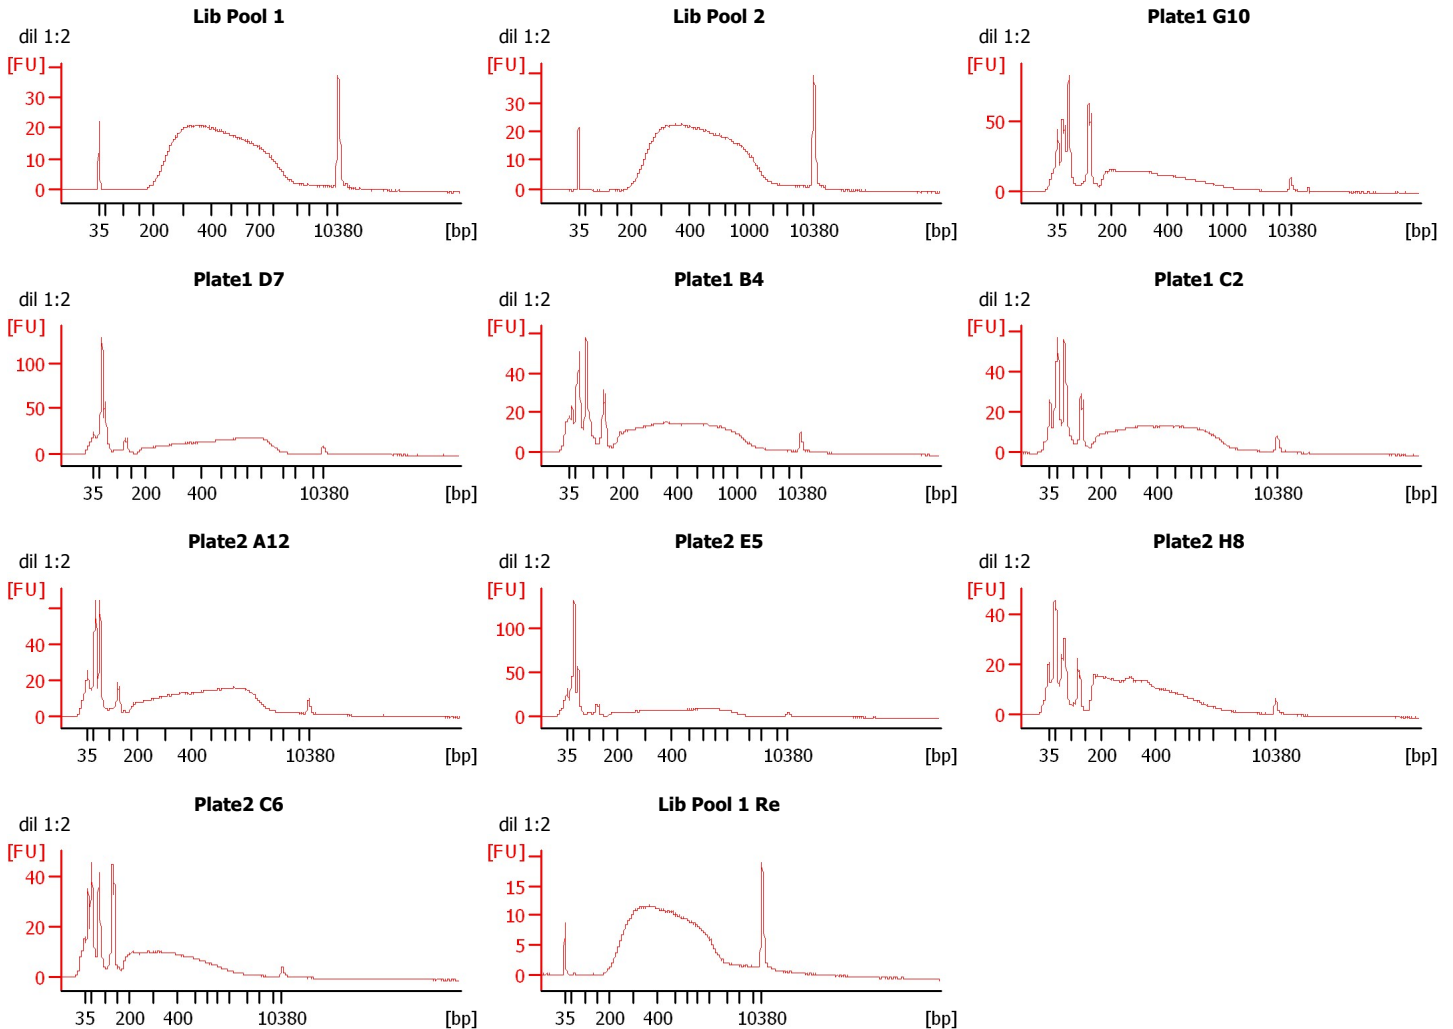 Lib Pool 1
dil 1:2
[FU]
30
20
10
0
35 200 400 700 10380 [bp]
Lib Pool 2
dil 1:2
[FU]
30
20
10
0
35 200 400 1000 10380 [bp]
Plate1 G10
dil 1:2
[FU]
50
0
35 200 400 1000 10380 [bp]
Plate1 D7
dil 1:2
[FU]
100
50
0
35 200 400 10380 [bp]
Plate1 B4
dil 1:2
[FU]
40
20
0
35 200 400 1000 10380 [bp]
Plate1 C2
dil 1:2
[FU]
40
20
0
35 200 400 10380 [bp]
Plate2 A12
dil 1:2
[FU]
40
20
0
35 200 400 10380 [bp]
Plate2 E5
dil 1:2
[FU]
100
50
0
35 200 400 10380 [bp]
Plate2 H8
dil 1:2
[FU]
40
20
0
35 200 400 10380 [bp]
Plate2 C6
dil 1:2
[FU]
40
20
0
35 200 400 10380 [bp]
Lib Pool 1 Re
dil 1:2
[FU]
15
10
5
0
35 200 400 10380 [bp]